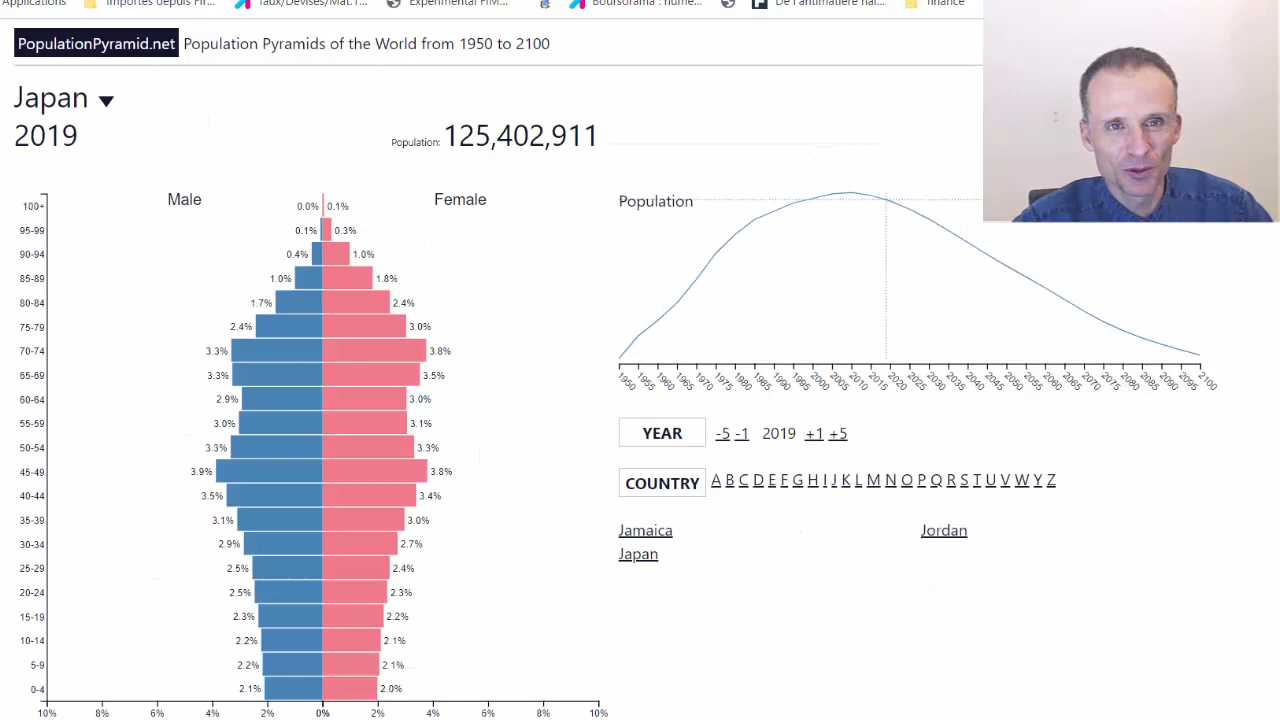 Applications
Importés depuis Fir...
Taux/Devises/Mat.1...
Experimental FIM...
Boursorama : numé...
De l'antimatière nat...
finance
PopulationPyramid.net Population Pyramids of the World from 1950 to 2100
Japan
2019
Population: 125,402,911
Male Female
100+ 0.0% 0.1%
95-99 0.1% 0.3%
90-94 0.4% 1.0%
85-89 1.0% 1.8%
80-84 1.7% 2.4%
75-79 2.4% 3.0%
70-74 3.3% 3.8%
65-69 3.3% 3.5%
60-64 2.9% 3.0%
55-59 3.0% 3.1%
50-54 3.3% 3.3%
45-49 3.9% 3.8%
40-44 3.5% 3.4%
35-39 3.1% 3.0%
30-34 2.9% 2.7%
25-29 2.5% 2.4%
20-24 2.5% 2.3%
15-19 2.3% 2.2%
10-14 2.2% 2.1%
5-9 2.2% 2.1%
0-4 2.1% 2.0%
10% 8% 6% 4% 2% 0% 2% 4% 6% 8% 10%
Population
1950 1955 1960 1965 1970 1975 1980 1985 1990 1995 2000 2005 2010 2015 2020 2025 2030 2035 2040 2045 2050 2055 2060 2065 2070 2075 2080 2085 2090 2095 2100
YEAR -5 -1 2019 +1 +5
COUNTRY A B C D E F G H I J K L M N O P Q R S T U V W Y Z
Jamaica Jordan
Japan